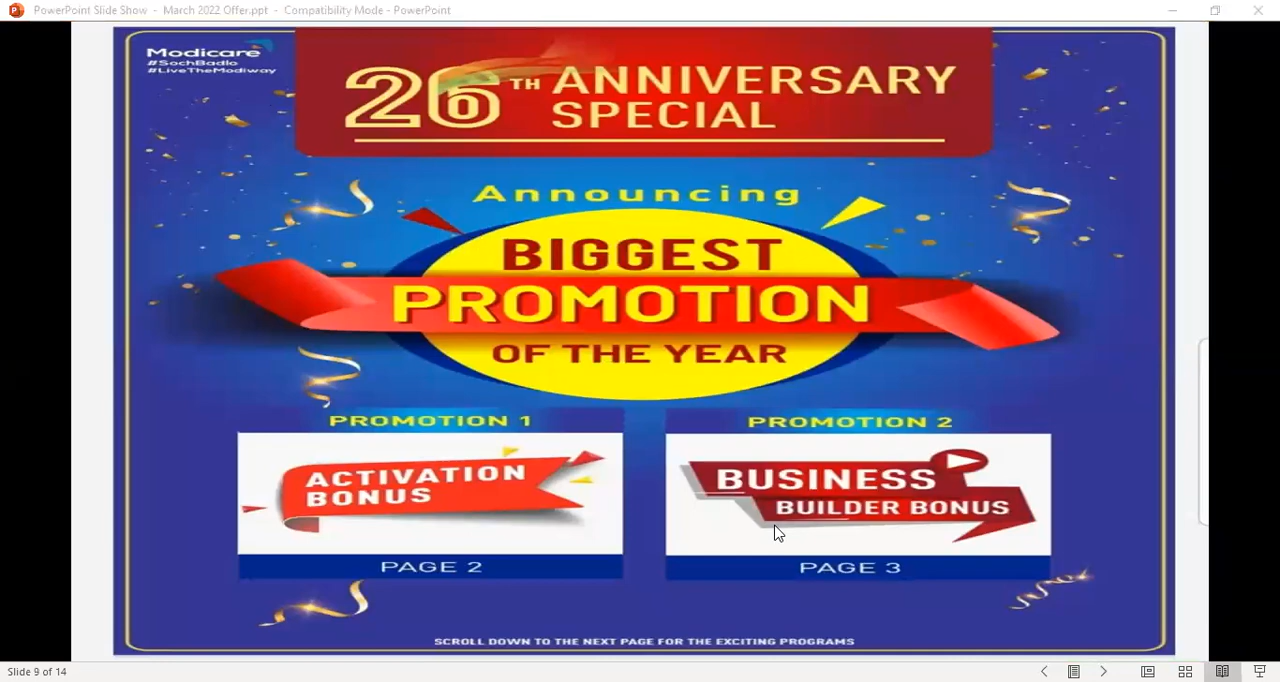 PowerPoint Slide Show - March 2022 Offer.ppt - Compatibility Mode - PowerPoint
Modicare
#SochBadlo
#LiveTheModiway
26TH ANNIVERSARY
SPECIAL
Announcing
BIGGEST
PROMOTION
OF THE YEAR
PROMOTION 1
ACTIVATION
BONUS
PAGE 2
PROMOTION 2
BUSINESS
BUILDER BONUS
PAGE 3
SCROLL DOWN TO THE NEXT PAGE FOR THE EXCITING PROGRAMS
Slide 9 of 14